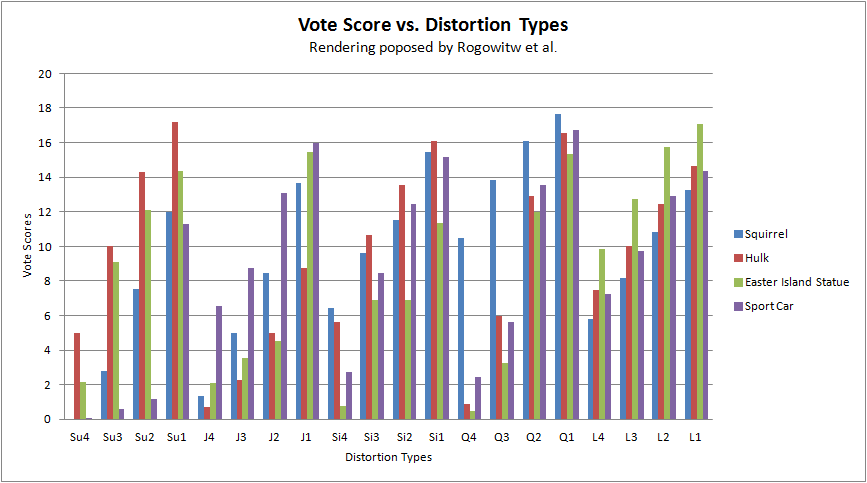 Vote Score vs. Distortion Types
Rendering poposed by Rogowitw et al.
20
18
16
14
12
10
8
6
4
2
0
Vote Scores
Su4 Su3 Su2 Su1 J4 J3 J2 J1 Si4 Si3 Si2 Si1 Q4 Q3 Q2 Q1 L4 L3 L2 L1
Distortion Types
Squirrel
Hulk
Easter Island Statue
Sport Car